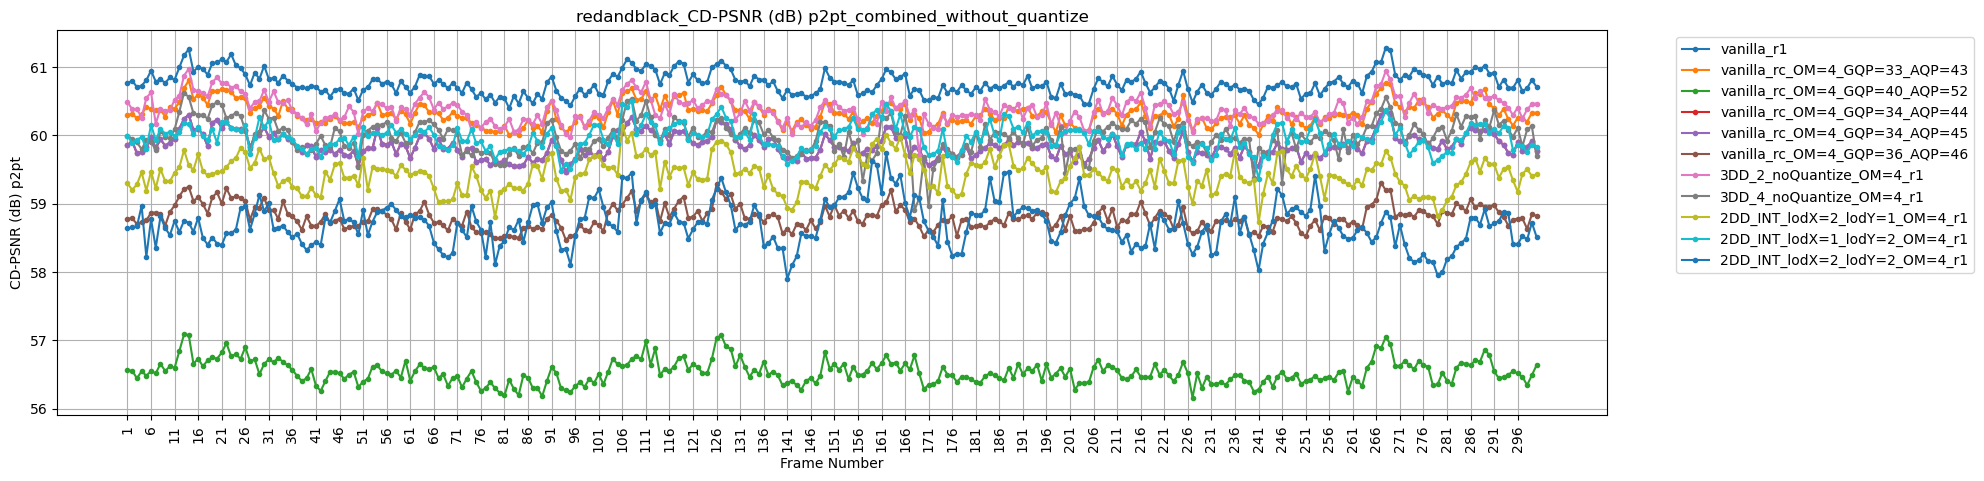 redandblack_CD-PSNR (dB) p2pt_combined_without_quantize
CD-PSNR (dB) p2pt
61
60
59
58
57
56
1 6 11 16 21 26 31 36 41 46 51 56 61 66 71 76 81 86 91 96 101 106 111 116 121 126 131 136 141 146 151 156 161 166 171 176 181 186 191 196 201 206 211 216 221 226 231 236 241 246 251 256 261 266 271 276 281 286 291 296
Frame Number
vanilla_r1
vanilla_rc_OM=4_GQP=33_AQP=43
vanilla_rc_OM=4_GQP=40_AQP=52
vanilla_rc_OM=4_GQP=34_AQP=44
vanilla_rc_OM=4_GQP=34_AQP=45
vanilla_rc_OM=4_GQP=36_AQP=46
3DD_2_noQuantize_OM=4_r1
3DD_4_noQuantize_OM=4_r1
2DD_INT_lodX=2_lodY=1_OM=4_r1
2DD_INT_lodX=1_lodY=2_OM=4_r1
2DD_INT_lodX=2_lodY=2_OM=4_r1